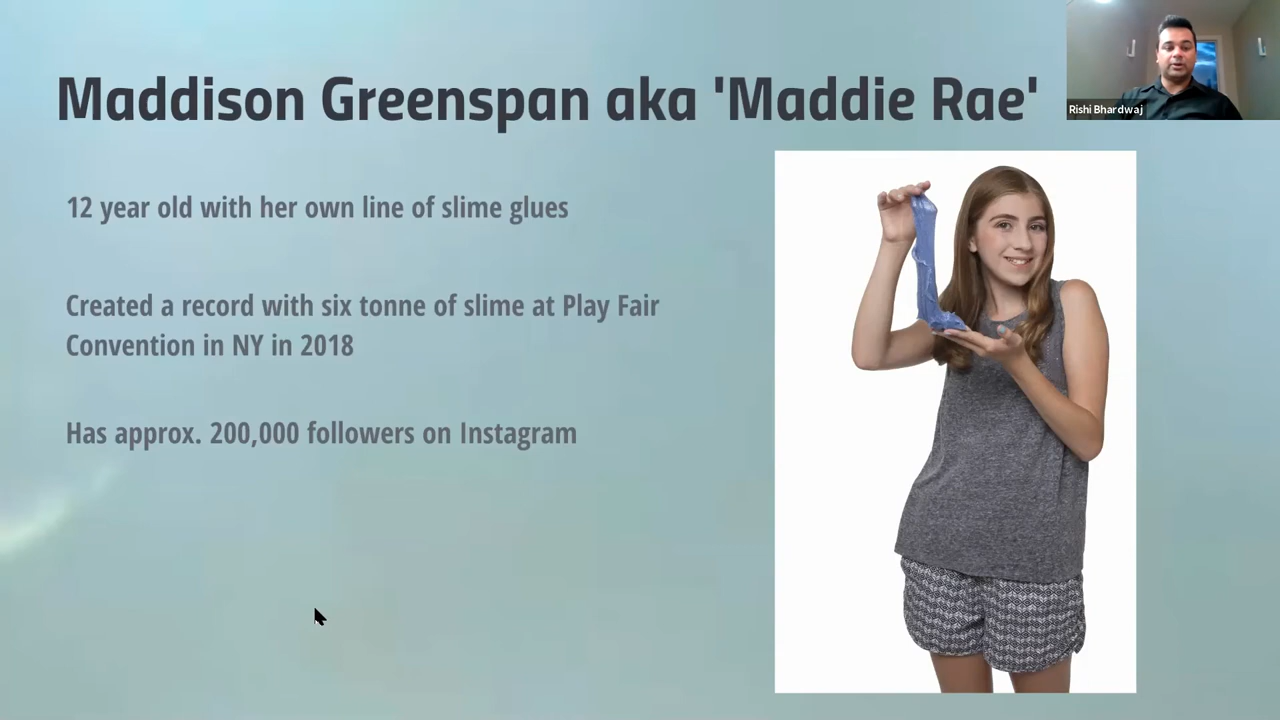 Maddison Greenspan aka 'Maddie Rae'
Rishi Bhardwaj
12 year old with her own line of slime glues
Created a record with six tonne of slime at Play Fair
Convention in NY in 2018
Has approx. 200,000 followers on Instagram